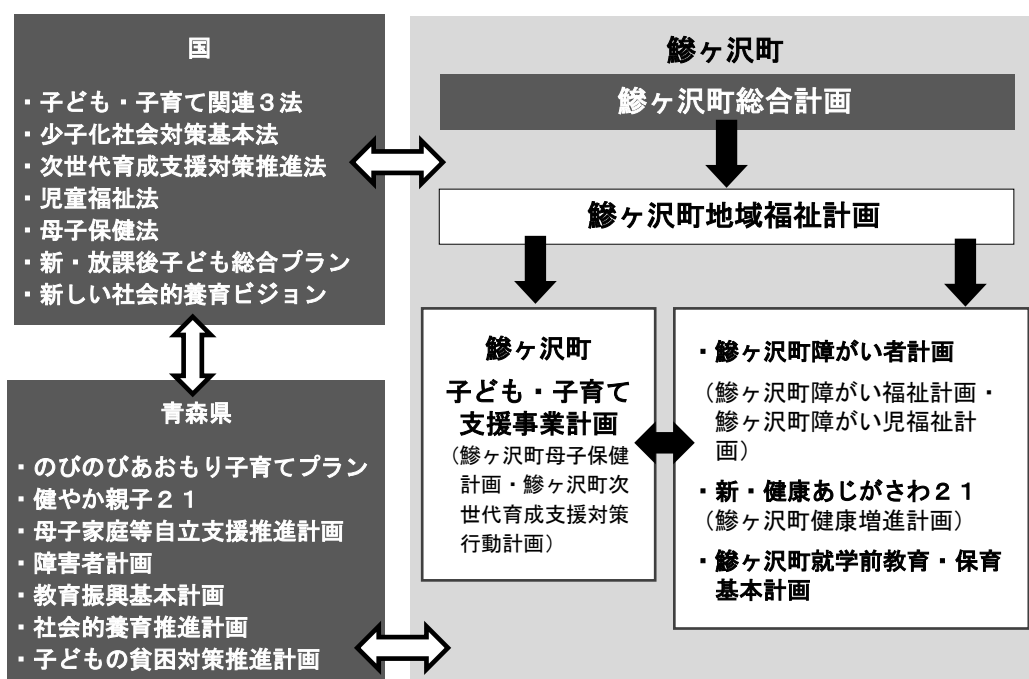 国
・子ども・子育て関連３法
・少子化社会対策基本法
・次世代育成支援対策推進法
・児童福祉法
・母子保健法
・新・放課後子ども総合プラン
・新しい社会的養育ビジョン
青森県
・のびのびあおもり子育てプラン
・健やか親子２１
・母子家庭等自立支援推進計画
・障害者計画
・教育振興基本計画
・社会的養育推進計画
・子どもの貧困対策推進計画
鰺ヶ沢町
鰺ヶ沢町総合計画
鰺ヶ沢町地域福祉計画
鰺ヶ沢町
子ども・子育て
支援事業計画
（鰺ヶ沢町母子保健
計画・鰺ヶ沢町次
世代育成支援対策
行動計画）
・鰺ヶ沢町障がい者計画
（鰺ヶ沢町障がい福祉計画・
鰺ヶ沢町障がい児福祉計
画）
・新・健康あじがさわ２１
（鰺ヶ沢町健康増進計画）
・鰺ヶ沢町就学前教育・保育
基本計画